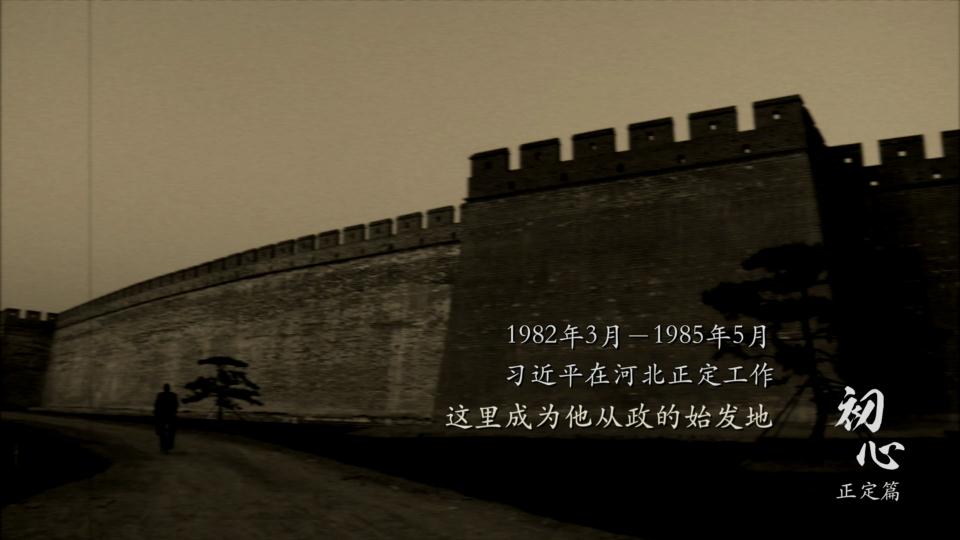 1982年3月－1985年5月
习近平在河北正定工作
这里成为他从政的始发地
初心
正定篇